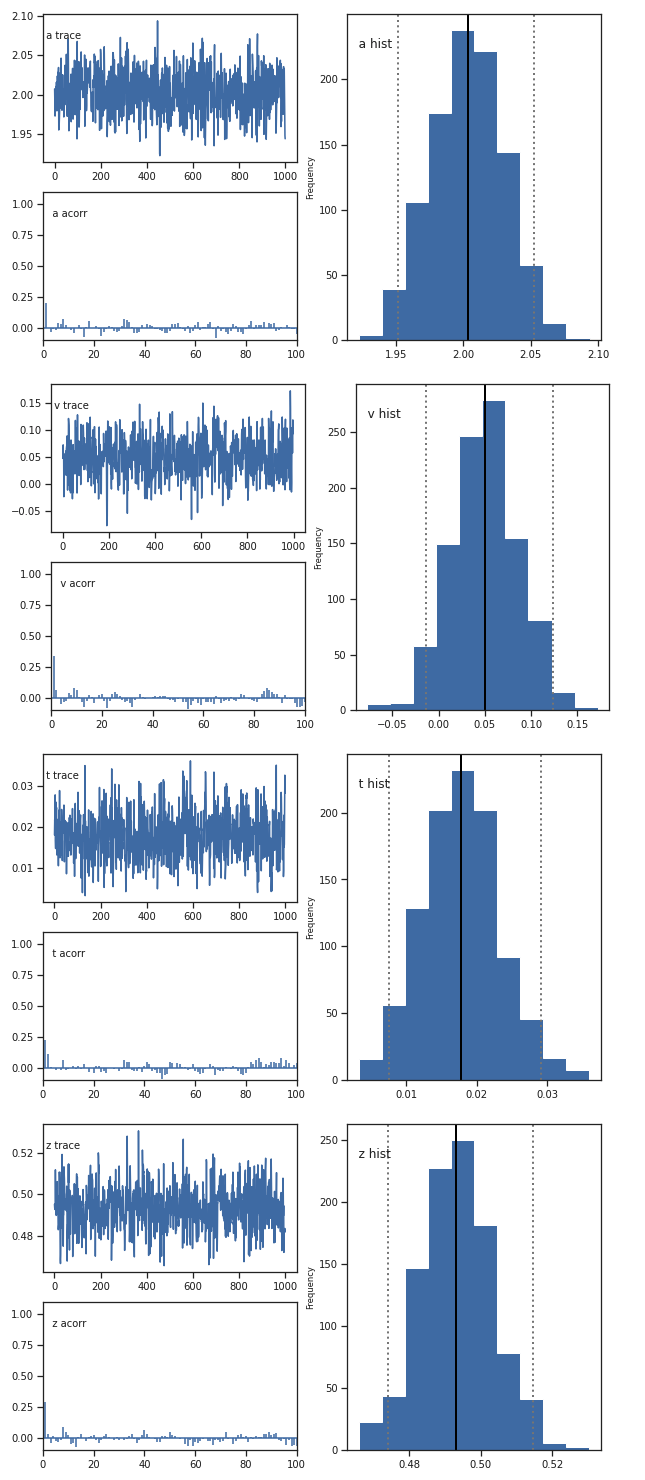 a trace
2.10
2.05
2.00
1.95
0 200 400 600 800 1000
a acorr
1.00
0.75
0.50
0.25
0.00
0 20 40 60 80 100
a hist
Frequency
200
150
100
50
0
1.95 2.00 2.05 2.10
v trace
0.15
0.10
0.05
0.00
−0.05
0 200 400 600 800 1000
v acorr
1.00
0.75
0.50
0.25
0.00
0 20 40 60 80 100
v hist
Frequency
250
200
150
100
50
0
−0.05 0.00 0.05 0.10 0.15
t trace
0.03
0.02
0.01
0 200 400 600 800 1000
t acorr
1.00
0.75
0.50
0.25
0.00
0 20 40 60 80 100
t hist
Frequency
200
150
100
50
0
0.01 0.02 0.03
z trace
0.52
0.50
0.48
0 200 400 600 800 1000
z acorr
1.00
0.75
0.50
0.25
0.00
0 20 40 60 80 100
z hist
Frequency
250
200
150
100
50
0
0.48 0.50 0.52